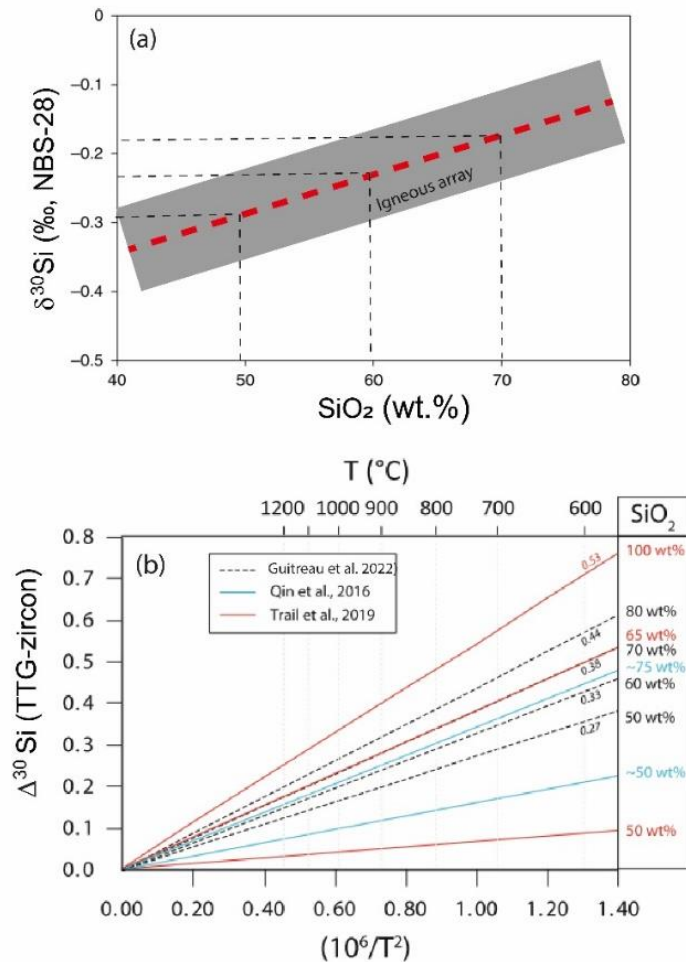 (a)
0
−0.1
−0.2
−0.3
−0.4
−0.5
δ³⁰Si (‰, NBS-28)
Igneous array
40 50 60 70 80
SiO₂ (wt.%)
T (°C)
1200 1000 900 800 700 600
SiO₂
(b)
Guitreau et al. 2022)
Qin et al., 2016
Trail et al., 2019
0.8
0.7
0.6
0.5
0.4
0.3
0.2
0.1
0.0
Δ³⁰ Si (TTG-zircon)
0.53
0.44
0.38
0.33
0.27
100 wt%
80 wt%
65 wt%
70 wt%
~75 wt%
60 wt%
50 wt%
~50 wt%
50 wt%
0.00 0.20 0.40 0.60 0.80 1.00 1.20 1.40
(10⁶/T²)